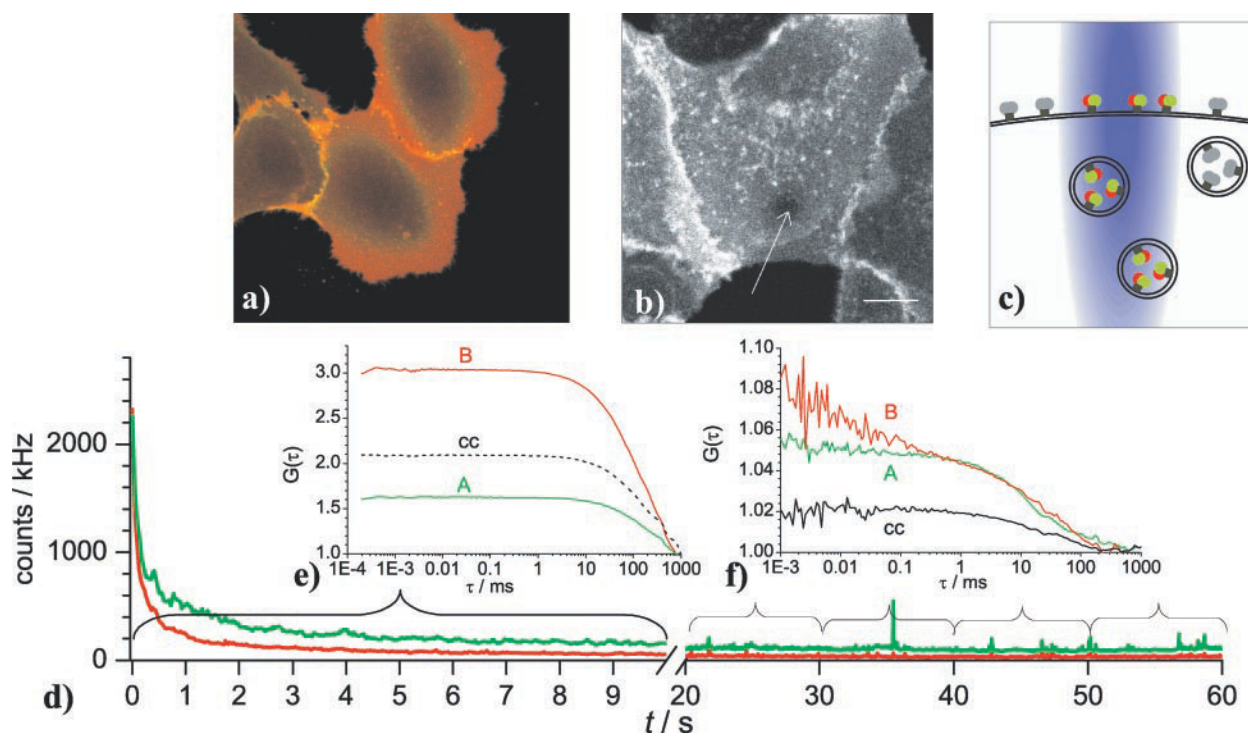 a)
b)
c)
counts / kHz
2000
1000
0
G(τ)
3.0
2.5
2.0
1.5
1.0
B
cc
A
e)
1E-4 1E-3 0.01 0.1 1 10 100 1000
τ / ms
G(τ)
1.10
1.08
1.06
1.04
1.02
1.00
B
A
cc
f)
1E-3 0.01 0.1 1 10 100 1000
τ / ms
d)
0 1 2 3 4 5 6 7 8 9 20 30 40 50 60
t / s